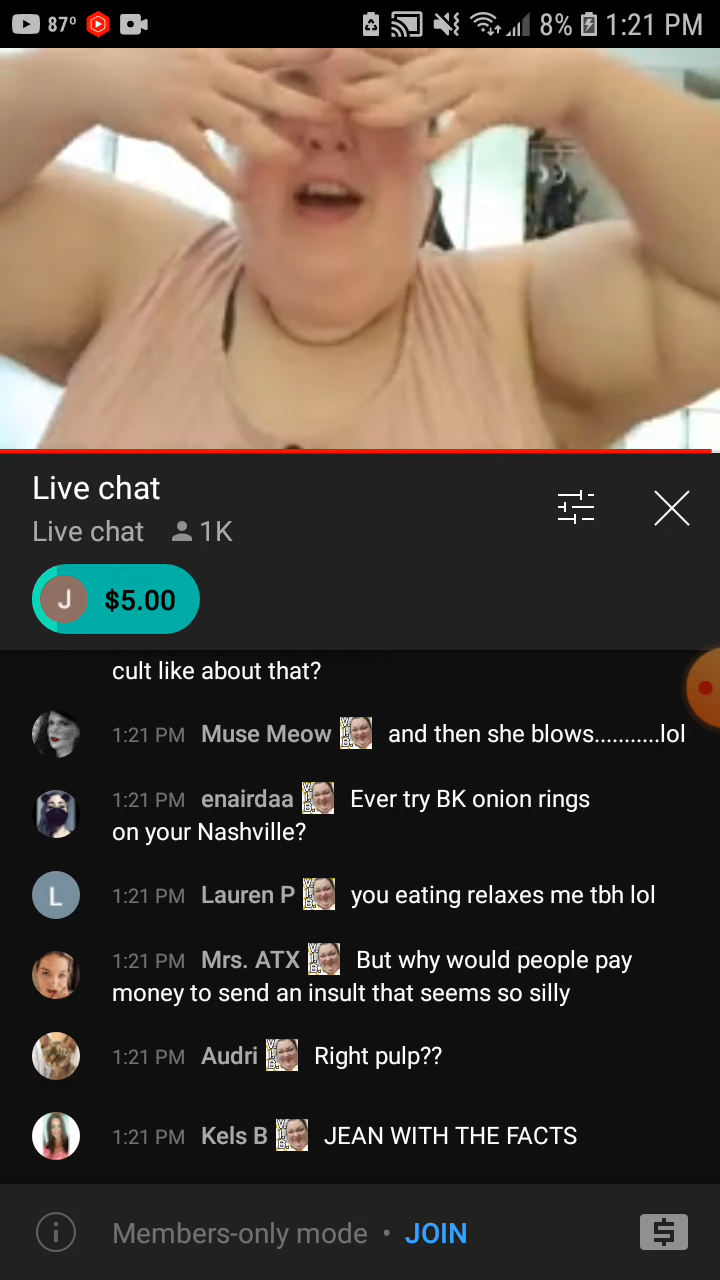 87° 8% 1:21 PM
Live chat
Live chat 1K
J $5.00
cult like about that?
1:21 PM Muse Meow and then she blows...........lol
1:21 PM enairdaa Ever try BK onion rings
on your Nashville?
L 1:21 PM Lauren P you eating relaxes me tbh lol
1:21 PM Mrs. ATX But why would people pay
money to send an insult that seems so silly
1:21 PM Audri Right pulp??
1:21 PM Kels B JEAN WITH THE FACTS
Members-only mode • JOIN